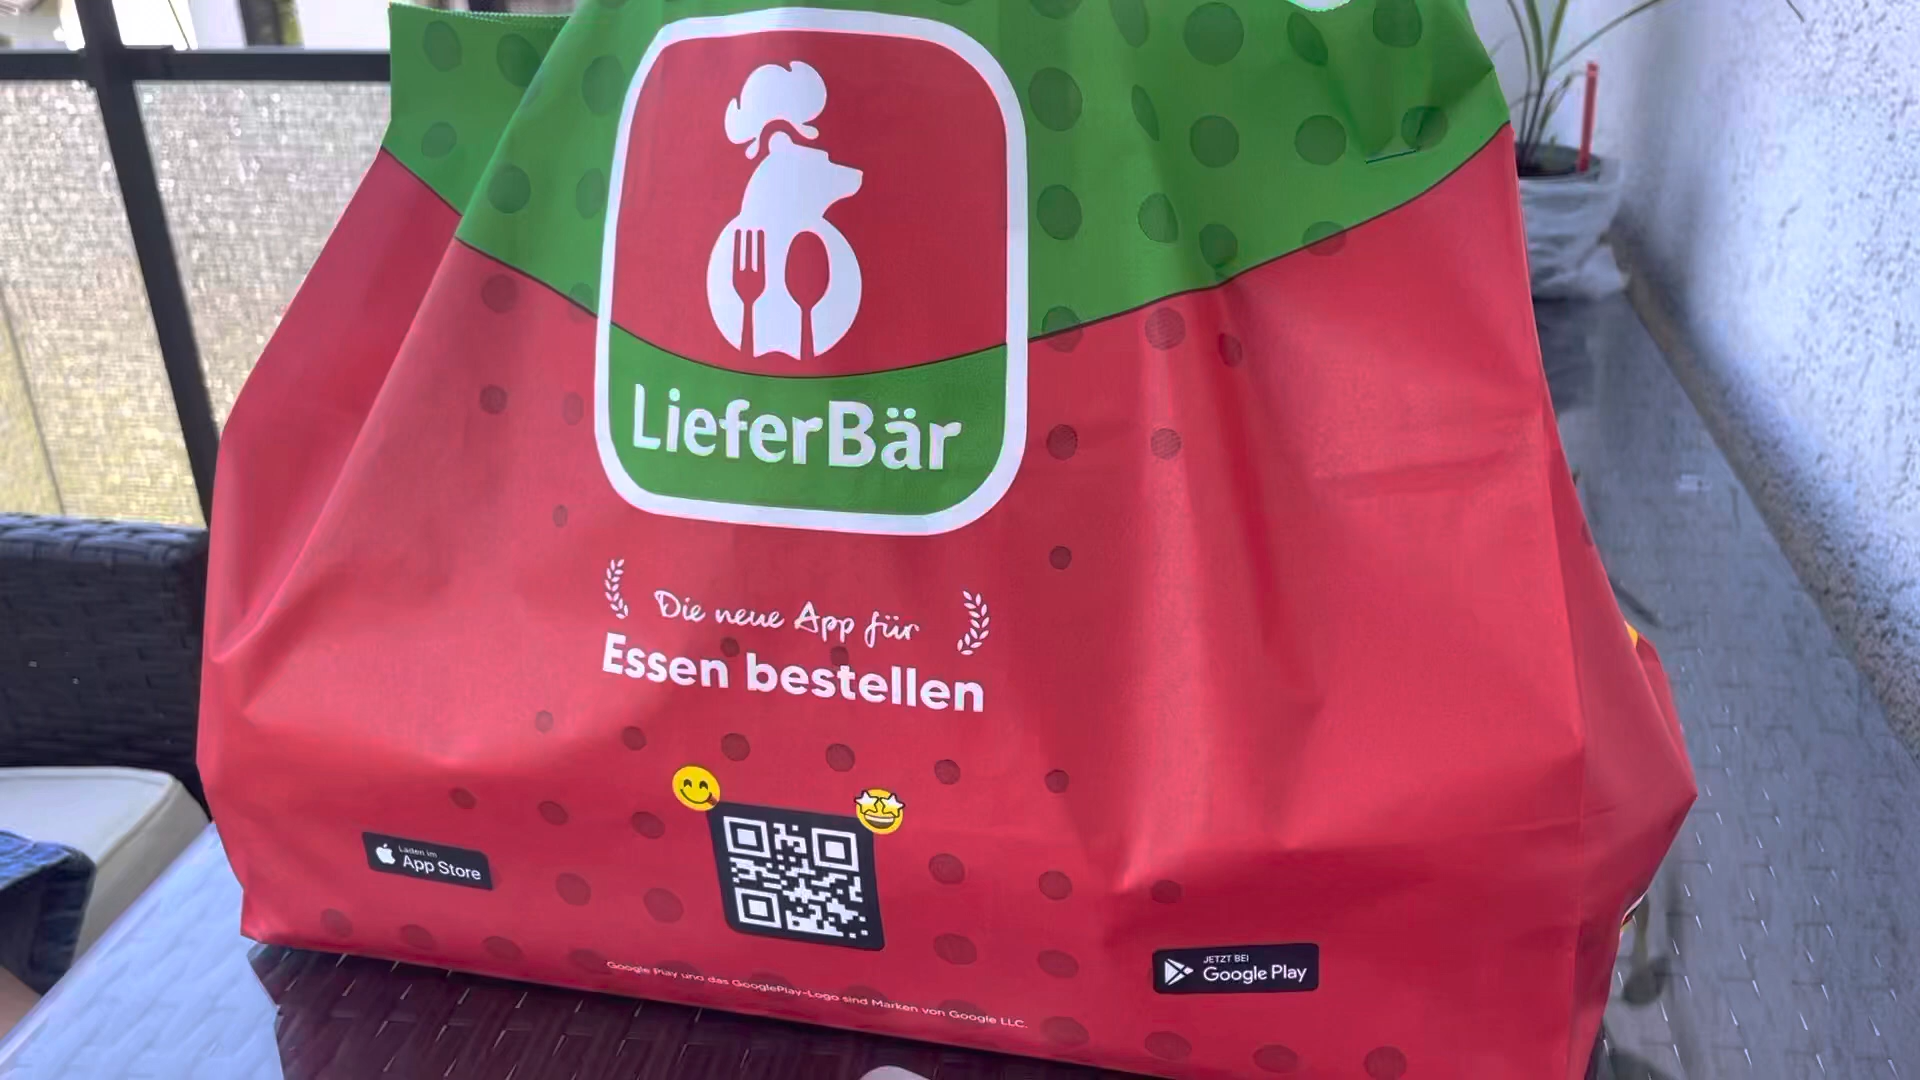 LieferBär
Die neue App für
Essen bestellen
Laden im
App Store
JETZT BEI
Google Play
Google Play und das GooglePlay-Logo sind Marken von Google LLC.